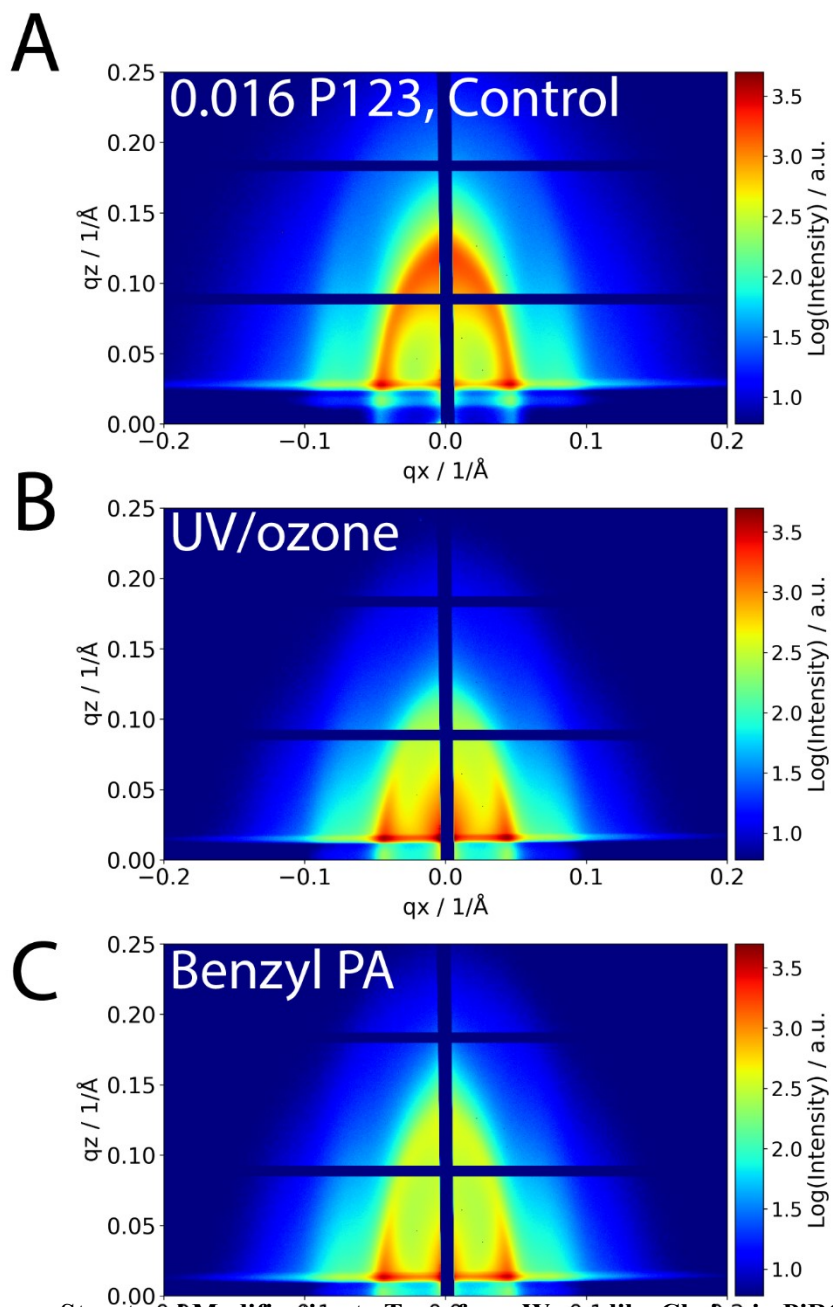 A
0.016 P123, Control
0.25
0.20
0.15
0.10
0.05
0.00
qz / 1/Å
−0.2 −0.1 0.0 0.1 0.2
qx / 1/Å
3.5
3.0
2.5
2.0
1.5
1.0
Log(Intensity) / a.u.
B
UV/ozone
0.25
0.20
0.15
0.10
0.05
0.00
qz / 1/Å
−0.2 −0.1 0.0 0.1 0.2
qx / 1/Å
3.5
3.0
2.5
2.0
1.5
1.0
Log(Intensity) / a.u.
C
Benzyl PA
0.25
0.20
0.15
0.10
0.05
0.00
qz / 1/Å
3.5
3.0
2.5
2.0
1.5
1.0
Log(Intensity) / a.u.